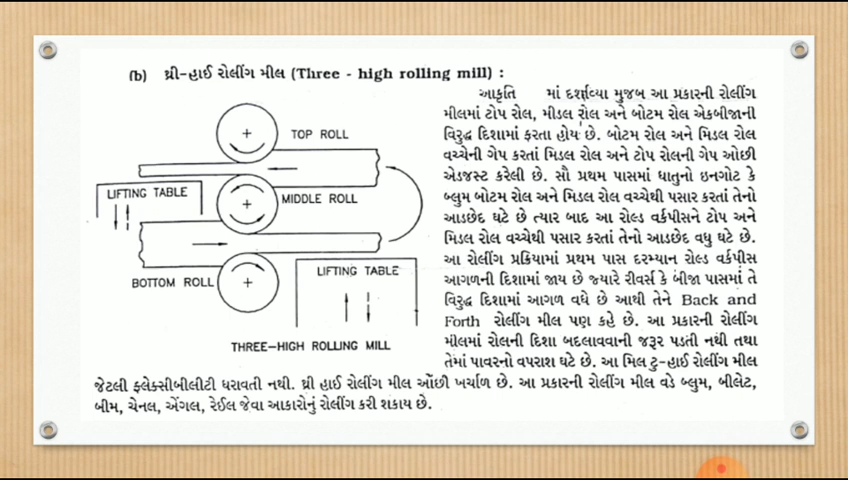 (b) થ્રી-હાઈ રોલીંગ મીલ (Three - high rolling mill) :
TOP ROLL
LIFTING TABLE
MIDDLE ROLL
BOTTOM ROLL
LIFTING TABLE
THREE-HIGH ROLLING MILL
આકૃતિ માં દર્શાવ્યા મુજબ આ પ્રકારની રોલીંગ
મીલમાં ટોપ રોલ, મીડલ રોલ અને બોટમ રોલ એકબીજાની
વિરુદ્ધ દિશામાં ફરતા હોય છે. બોટમ રોલ અને મિડલ રોલ
વચ્ચેની ગેપ કરતાં મિડલ રોલ અને ટોપ રોલની ગેપ ઓછી
એડજસ્ટ કરેલી છે. સૌ પ્રથમ પાસમાં ધાતુનો ઇનગોટ કે
બ્લુમ બોટમ રોલ અને મિડલ રોલ વચ્ચેથી પસાર કરતાં તેનો
આડછેદ ઘટે છે ત્યાર બાદ આ રોલ્ડ વર્કપીસને ટોપ અને
મિડલ રોલ વચ્ચેથી પસાર કરતાં તેનો આડછેદ વધુ ઘટે છે.
આ રોલીંગ પ્રક્રિયામાં પ્રથમ પાસ દરમ્યાન રોલ્ડ વર્કપીસ
આગળની દિશામાં જાય છે જ્યારે રીવર્સ કે બીજા પાસમાં તે
વિરુદ્ધ દિશામાં આગળ વધે છે આથી તેને Back and
Forth રોલીંગ મીલ પણ કહે છે. આ પ્રકારની રોલીંગ
મીલમાં રોલની દિશા બદલાવવાની જરૂર પડતી નથી તથા
તેમાં પાવરનો વપરાશ ઘટે છે. આ મિલ ટુ-હાઈ રોલીંગ મીલ
જેટલી ફ્લેક્સીબીલીટી ધરાવતી નથી. થ્રી હાઈ રોલીંગ મીલ ઓંછી ખર્ચાળ છે. આ પ્રકારની રોલીંગ મીલ વડે બ્લુમ, બીલેટ,
બીમ, ચેનલ, એંગલ, રેઈલ જેવા આકારોનું રોલીંગ કરી શકાય છે.